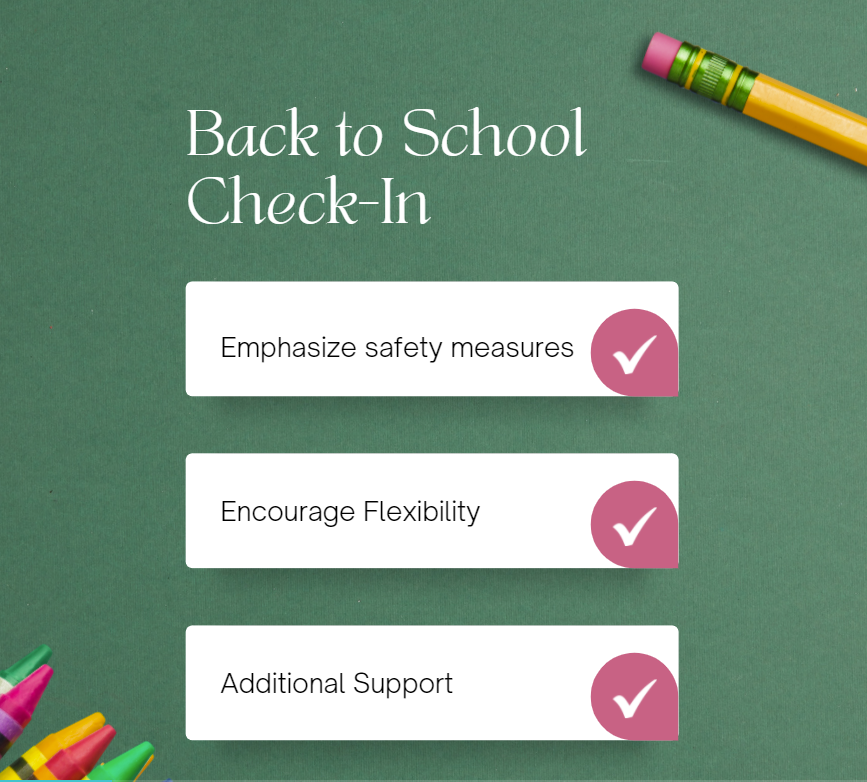 Back to School
Check-In
Emphasize safety measures
Encourage Flexibility
Additional Support